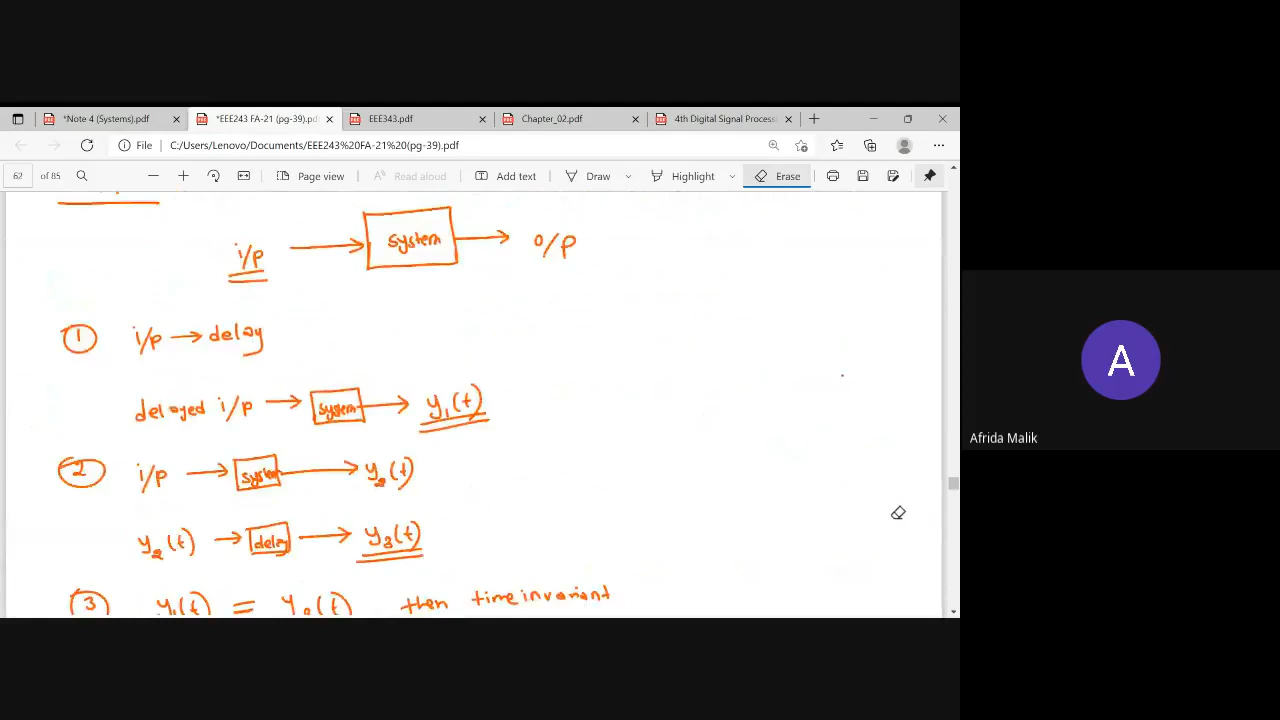 *Note 4 (Systems).pdf
*EEE243 FA-21 (pg-39).pdf
EEE343.pdf
Chapter_02.pdf
4th Digital Signal Process
File C:/Users/Lenovo/Documents/EEE243%20FA-21%20(pg-39).pdf
62 of 85
Page view
Read aloud
Add text
Draw
Highlight
Erase
i/p → system → o/p
① i/p → delay
delayed i/p → system → y₁(t)
② i/p → system → y₂(t)
y₂(t) → delay → y₃(t)
③ y₁(t) = y₃(t) then time invariant
A
Afrida Malik